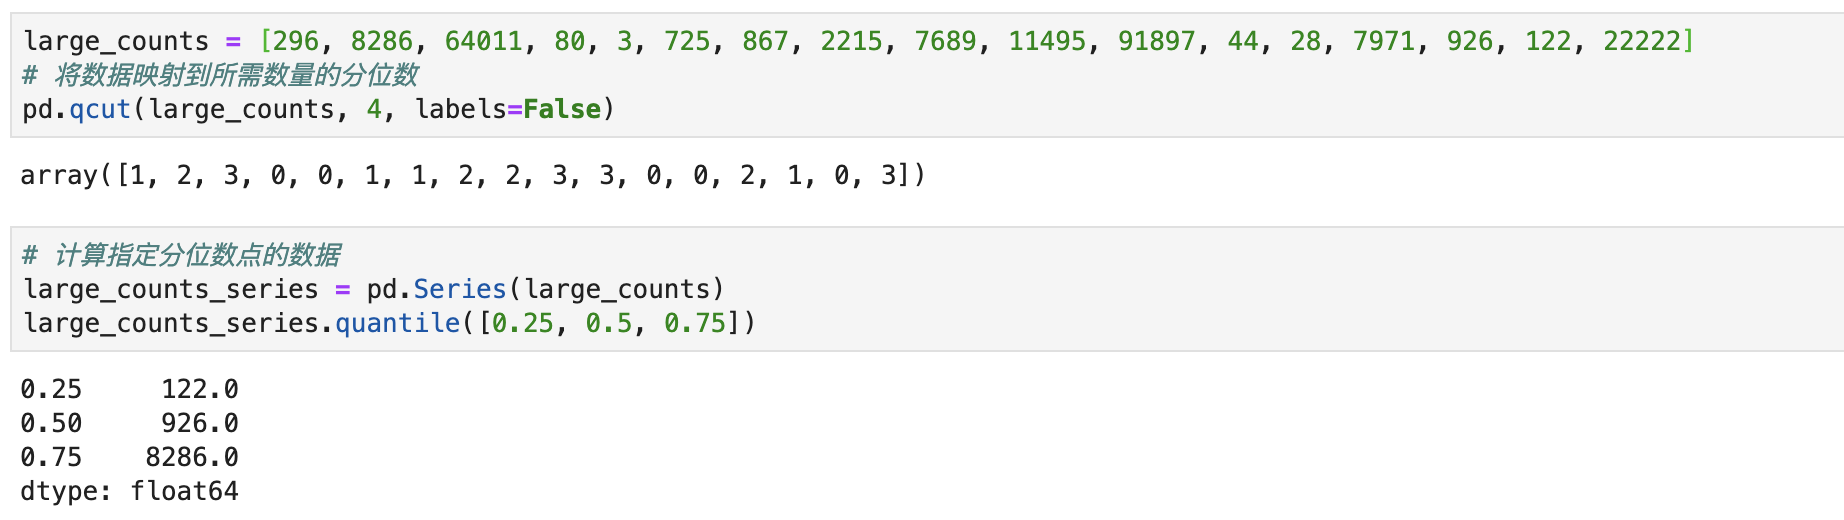 large_counts = [296, 8286, 64011, 80, 3, 725, 867, 2215, 7689, 11495, 91897, 44, 28, 7971, 926, 122, 22222]
# 将数据映射到所需数量的分位数
pd.qcut(large_counts, 4, labels=False)
array([1, 2, 3, 0, 0, 1, 1, 2, 2, 3, 3, 0, 0, 2, 1, 0, 3])
# 计算指定分位数点的数据
large_counts_series = pd.Series(large_counts)
large_counts_series.quantile([0.25, 0.5, 0.75])
0.25     122.0
0.50     926.0
0.75    8286.0
dtype: float64